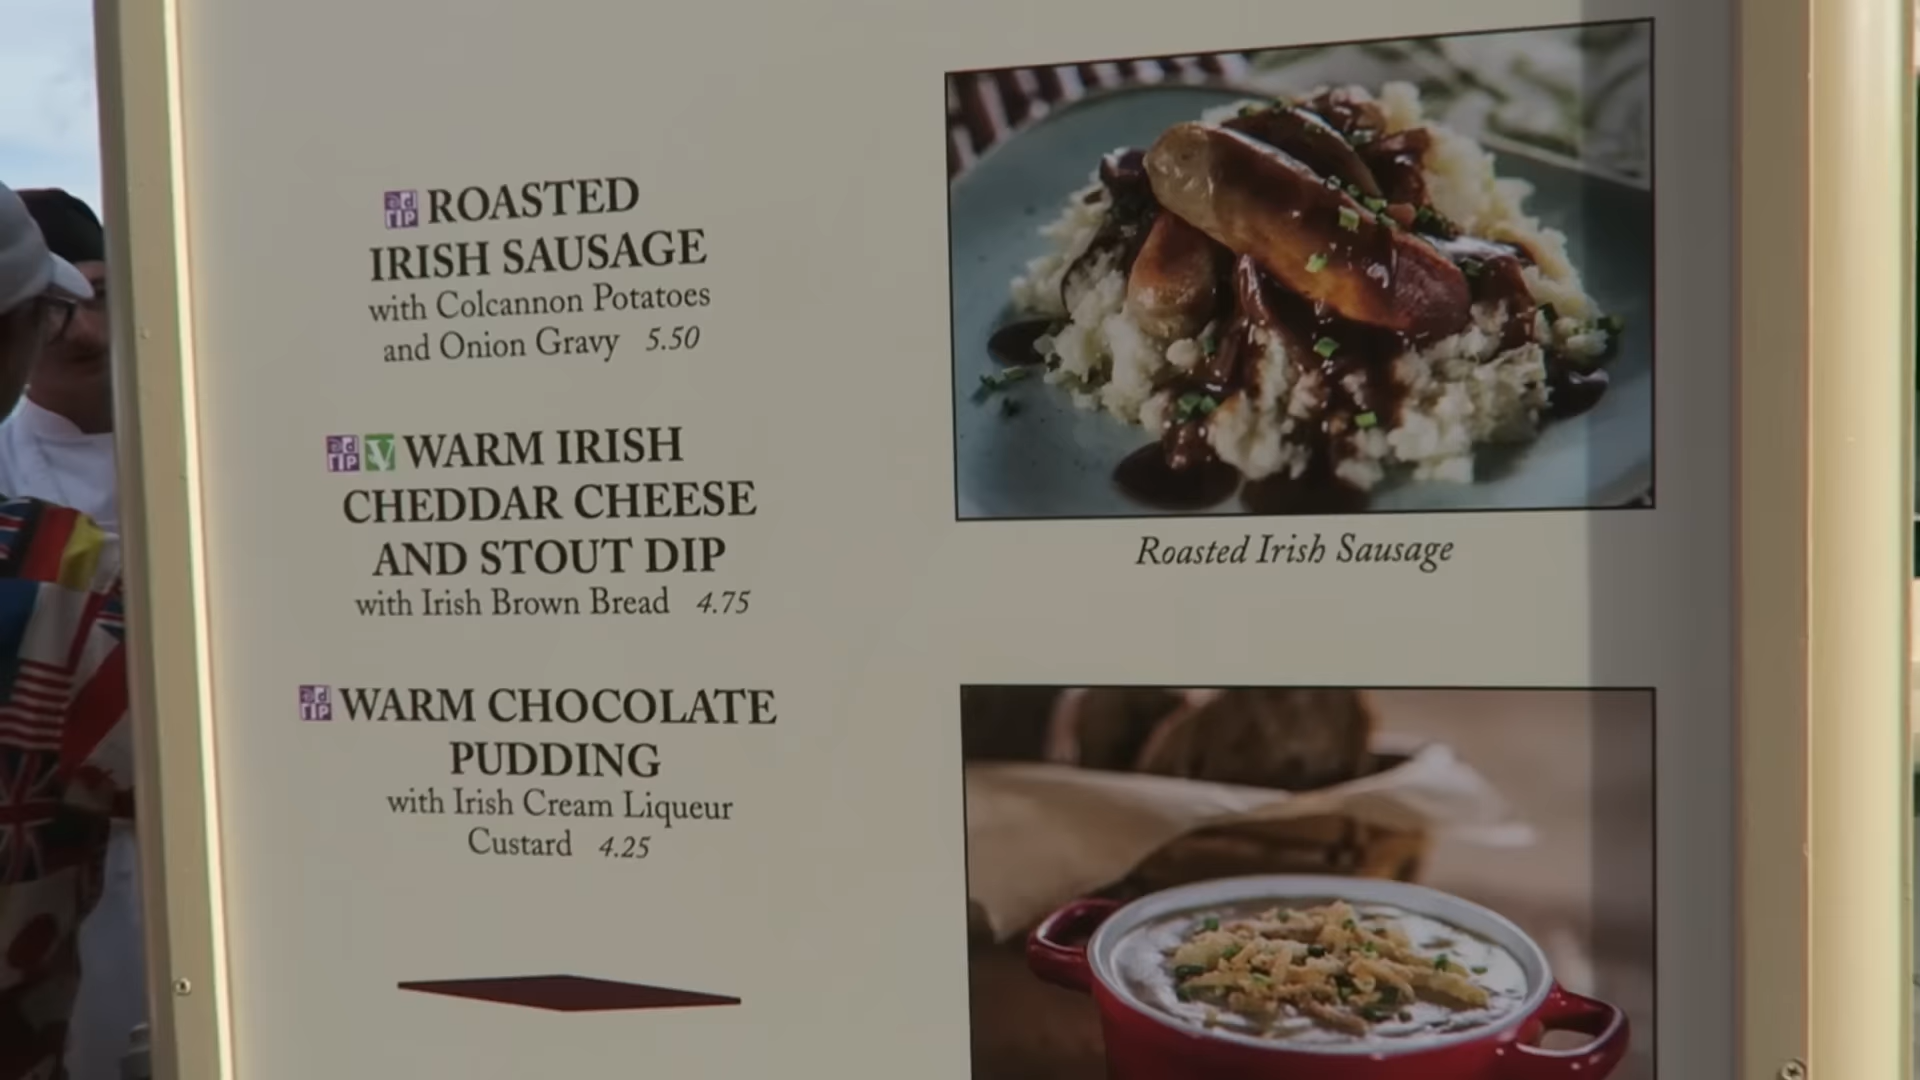 ROASTED
IRISH SAUSAGE
with Colcannon Potatoes
and Onion Gravy 5.50
V WARM IRISH
CHEDDAR CHEESE
AND STOUT DIP
with Irish Brown Bread 4.75
WARM CHOCOLATE
PUDDING
with Irish Cream Liqueur
Custard 4.25
Roasted Irish Sausage